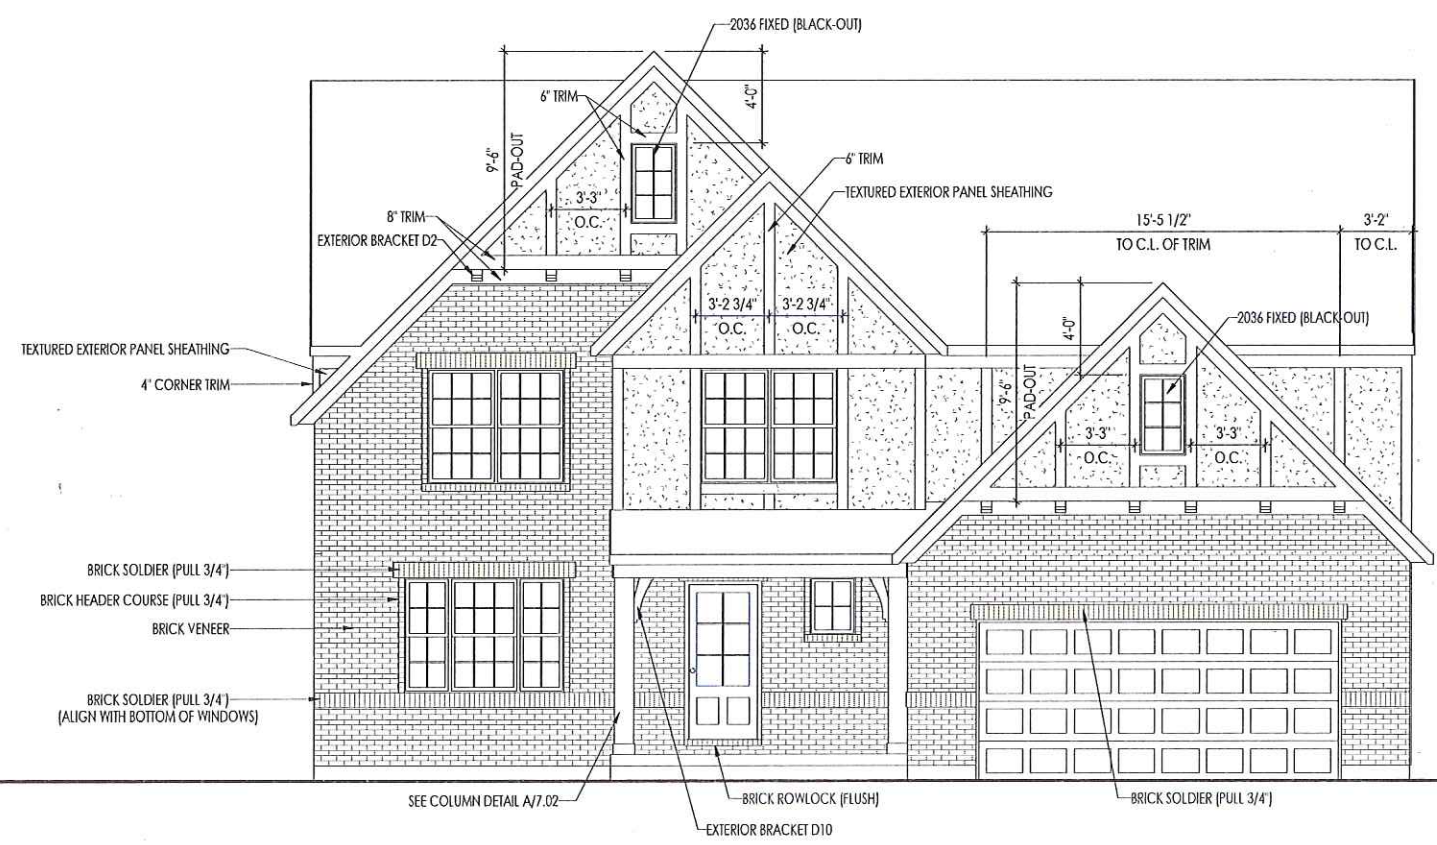 2036 FIXED (BLACK-OUT)
6" TRIM
4'-0"
9'-6"
PAD-OUT
6" TRIM
TEXTURED EXTERIOR PANEL SHEATHING
3'-3"
O.C.
8" TRIM
EXTERIOR BRACKET D2
15'-5 1/2"
TO C.L. OF TRIM
3'-2"
TO C.L.
3'-2 3/4"
O.C.
3'-2 3/4"
O.C.
4'-0"
2036 FIXED (BLACK-OUT)
TEXTURED EXTERIOR PANEL SHEATHING
4" CORNER TRIM
9'-6"
PAD-OUT
3'-3"
O.C.
3'-3"
O.C.
BRICK SOLDIER (PULL 3/4")
BRICK HEADER COURSE (PULL 3/4")
BRICK VENEER
BRICK SOLDIER (PULL 3/4")
(ALIGN WITH BOTTOM OF WINDOWS)
SEE COLUMN DETAIL A/7.02
BRICK ROWLOCK (FLUSH)
BRICK SOLDIER (PULL 3/4")
EXTERIOR BRACKET D10